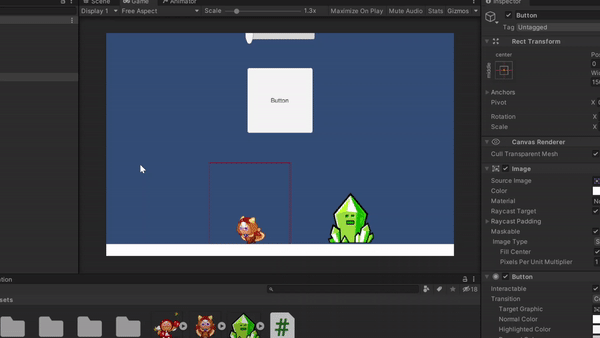 Scene Game Animator
Display 1 Free Aspect Scale 1.3x Maximize On Play Mute Audio Stats Gizmos
Button
Inspector
Button
Tag Untagged
Rect Transform
center
middle
Anchors
Pivot X
Rotation X
Scale X
Canvas Renderer
Cull Transparent Mesh
Image
Source Image
Color
Material
Raycast Target
Raycast Padding
Maskable
Image Type
Fill Center
Pixels Per Unit Multiplier 1
Button
Interactable
Transition
Target Graphic
Normal Color
Highlighted Color
18
#